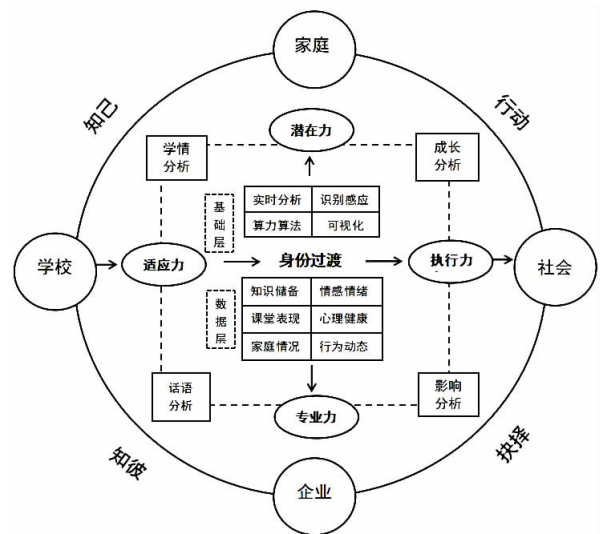 家庭
知己
行动
潜在力
学情
分析
成长
分析
基
础
层
实时分析
识别感应
算力算法
可视化
学校
适应力
身份过渡
执行力
社会
数
据
层
知识储备
情感情绪
课堂表现
心理健康
家庭情况
行为动态
话语
分析
影响
分析
专业力
知彼
抉择
企业